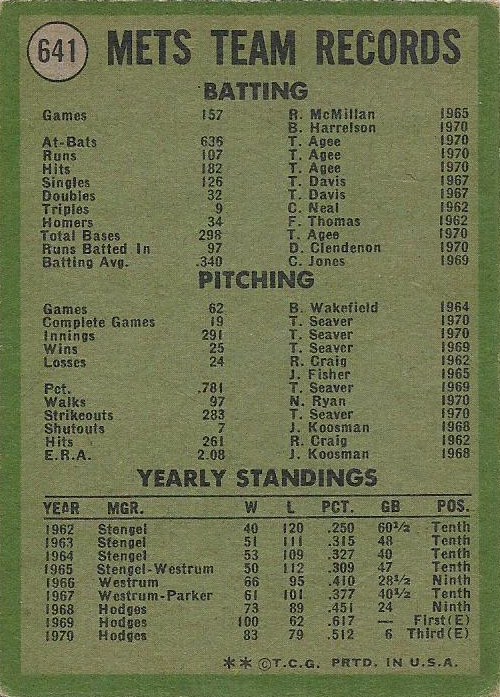 641 METS TEAM RECORDS
BATTING
Games 157 R. McMillan 1965
B. Harrelson 1970
At-Bats 636 T. Agee 1970
Runs 107 T. Agee 1970
Hits 182 T. Agee 1970
Singles 126 T. Davis 1967
Doubles 32 T. Davis 1967
Triples 9 C. Neal 1962
Homers 34 F. Thomas 1962
Total Bases 298 T. Agee 1970
Runs Batted In 97 D. Clendenon 1970
Batting Avg. .340 C. Jones 1969
PITCHING
Games 62 B. Wakefield 1964
Complete Games 19 T. Seaver 1970
Innings 291 T. Seaver 1970
Wins 25 T. Seaver 1969
Losses 24 R. Craig 1962
J. Fisher 1965
Pct. .781 T. Seaver 1969
Walks 97 N. Ryan 1970
Strikeouts 283 T. Seaver 1970
Shutouts 7 J. Koosman 1968
Hits 261 R. Craig 1962
E.R.A. 2.08 J. Koosman 1968
YEARLY STANDINGS
YEAR MGR. W L PCT. GB POS.
1962 Stengel 40 120 .250 60½ Tenth
1963 Stengel 51 111 .315 48 Tenth
1964 Stengel 53 109 .327 40 Tenth
1965 Stengel-Westrum 50 112 .309 47 Tenth
1966 Westrum 66 95 .410 28½ Ninth
1967 Westrum-Parker 61 101 .377 40½ Tenth
1968 Hodges 73 89 .451 24 Ninth
1969 Hodges 100 62 .617 — First(E)
1970 Hodges 83 79 .512 6 Third(E)
** ©T.C.G. PRTD. IN U.S.A.